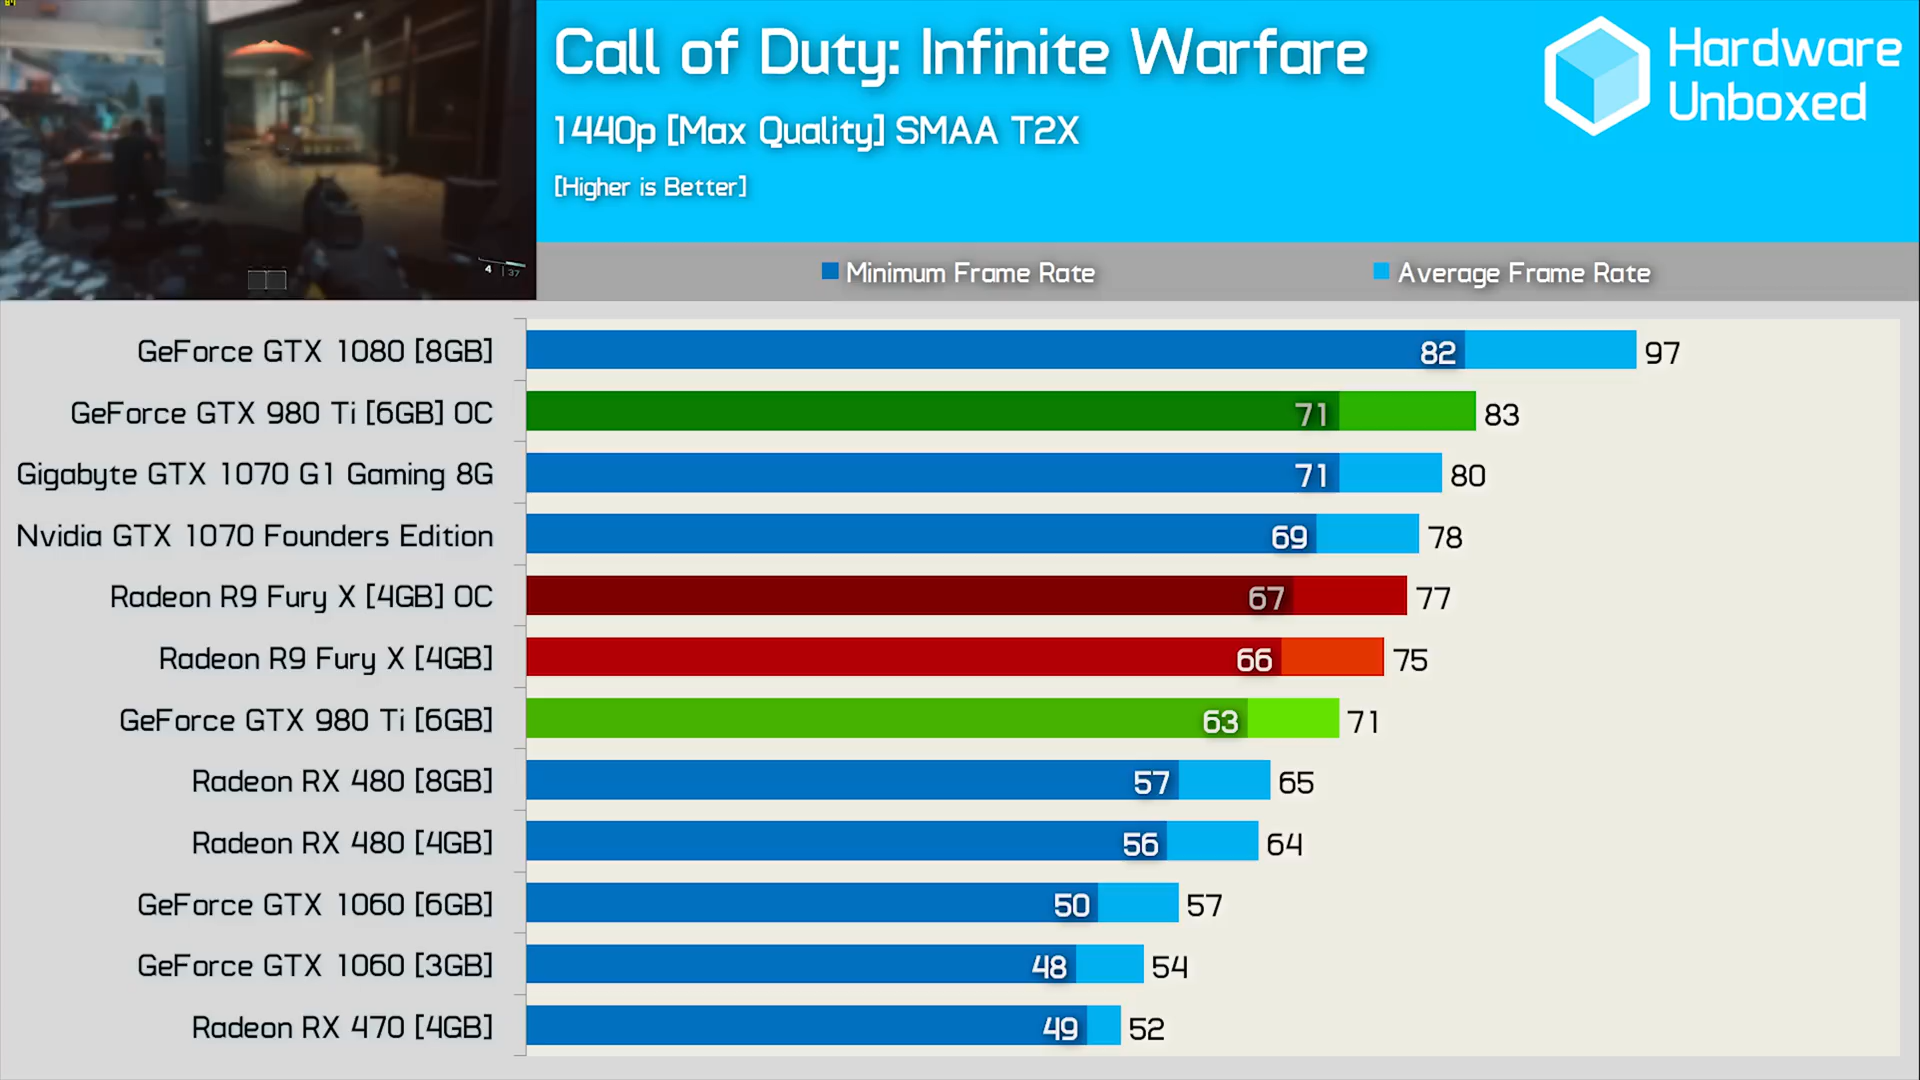 Call of Duty: Infinite Warfare
1440p [Max Quality] SMAA T2X
[Higher is Better]
Hardware
Unboxed
4 | 37
Minimum Frame Rate
Average Frame Rate
GeForce GTX 1080 [8GB] 82 97
GeForce GTX 980 Ti [6GB] OC 71 83
Gigabyte GTX 1070 G1 Gaming 8G 71 80
Nvidia GTX 1070 Founders Edition 69 78
Radeon R9 Fury X [4GB] OC 67 77
Radeon R9 Fury X [4GB] 66 75
GeForce GTX 980 Ti [6GB] 63 71
Radeon RX 480 [8GB] 57 65
Radeon RX 480 [4GB] 56 64
GeForce GTX 1060 [6GB] 50 57
GeForce GTX 1060 [3GB] 48 54
Radeon RX 470 [4GB] 49 52